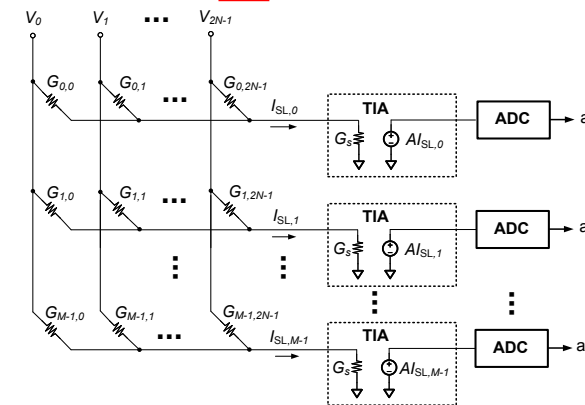 V0 V1 ... V2N-1
G0,0 G0,1 ... G0,2N-1
ISL,0 TIA Gs AISL,0 ADC a
G1,0 G1,1 ... G1,2N-1
ISL,1 TIA Gs AISL,1 ADC a
GM-1,0 GM-1,1 ... GM-1,2N-1
ISL,M-1 TIA Gs AISL,M-1 ADC a